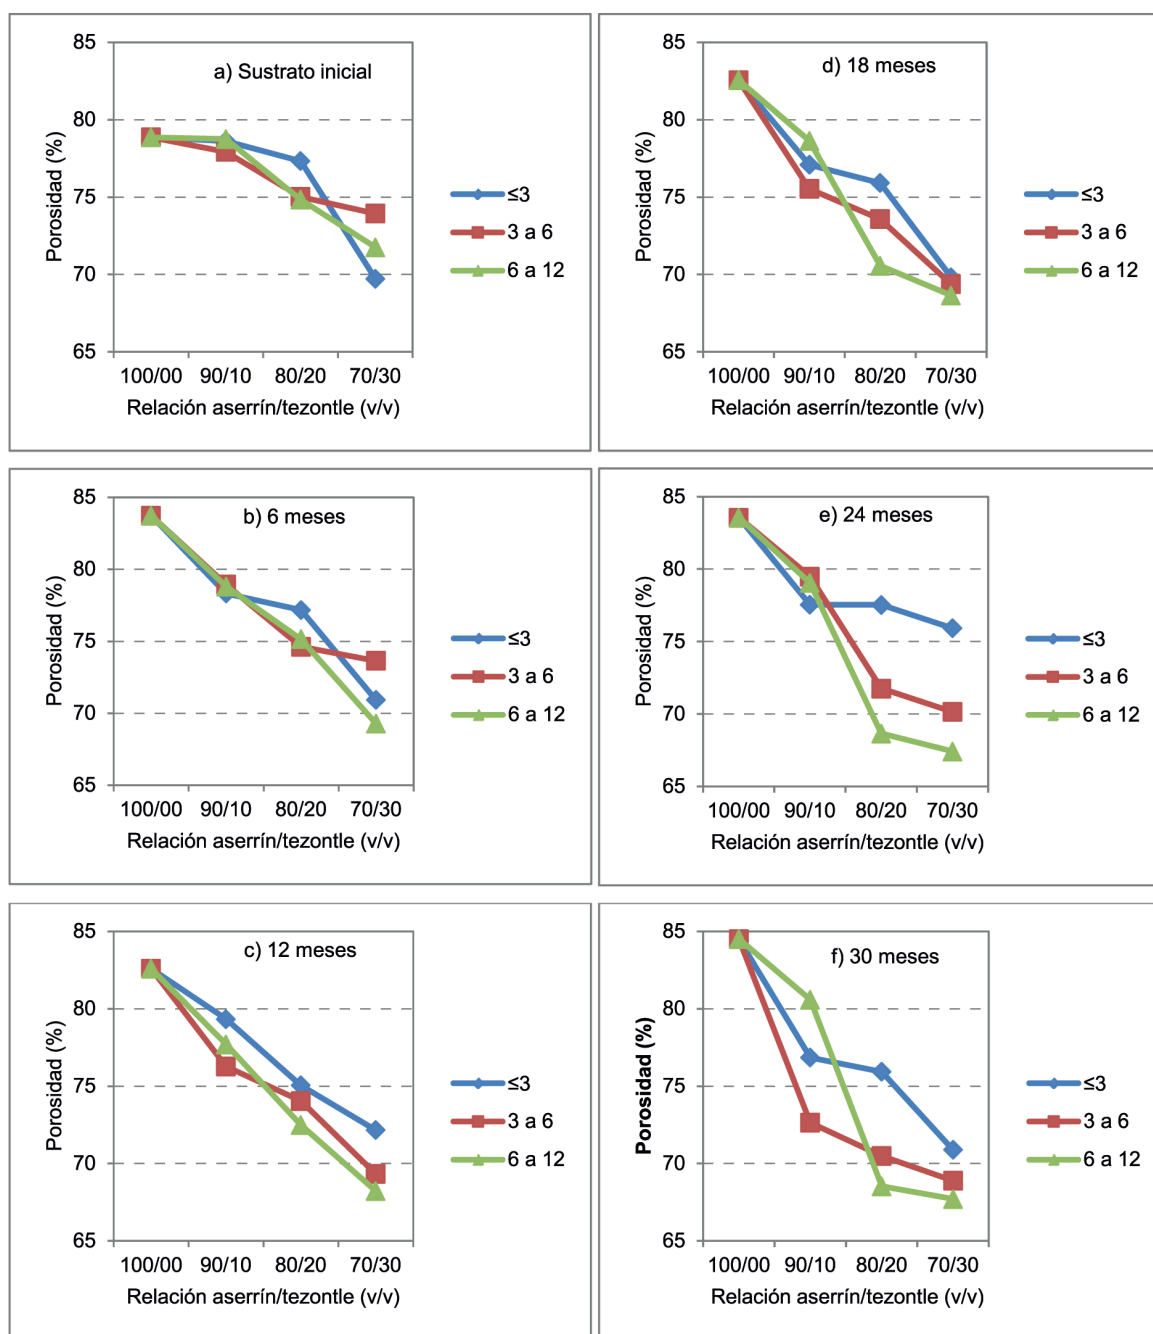 a) Sustrato inicial
Porosidad (%)
85
80
75
70
65
100/00 90/10 80/20 70/30
Relación aserrín/tezontle (v/v)
≤3
3 a 6
6 a 12
d) 18 meses
Porosidad (%)
85
80
75
70
65
100/00 90/10 80/20 70/30
Relación aserrín/tezontle (v/v)
≤3
3 a 6
6 a 12
b) 6 meses
Porosidad (%)
85
80
75
70
65
100/00 90/10 80/20 70/30
Relación aserrín/tezontle (v/v)
≤3
3 a 6
6 a 12
e) 24 meses
Porosidad (%)
85
80
75
70
65
100/00 90/10 80/20 70/30
Relación aserrín/tezontle (v/v)
≤3
3 a 6
6 a 12
c) 12 meses
Porosidad (%)
85
80
75
70
65
100/00 90/10 80/20 70/30
Relación aserrín/tezontle (v/v)
≤3
3 a 6
6 a 12
f) 30 meses
Porosidad (%)
85
80
75
70
65
100/00 90/10 80/20 70/30
Relación aserrín/tezontle (v/v)
≤3
3 a 6
6 a 12